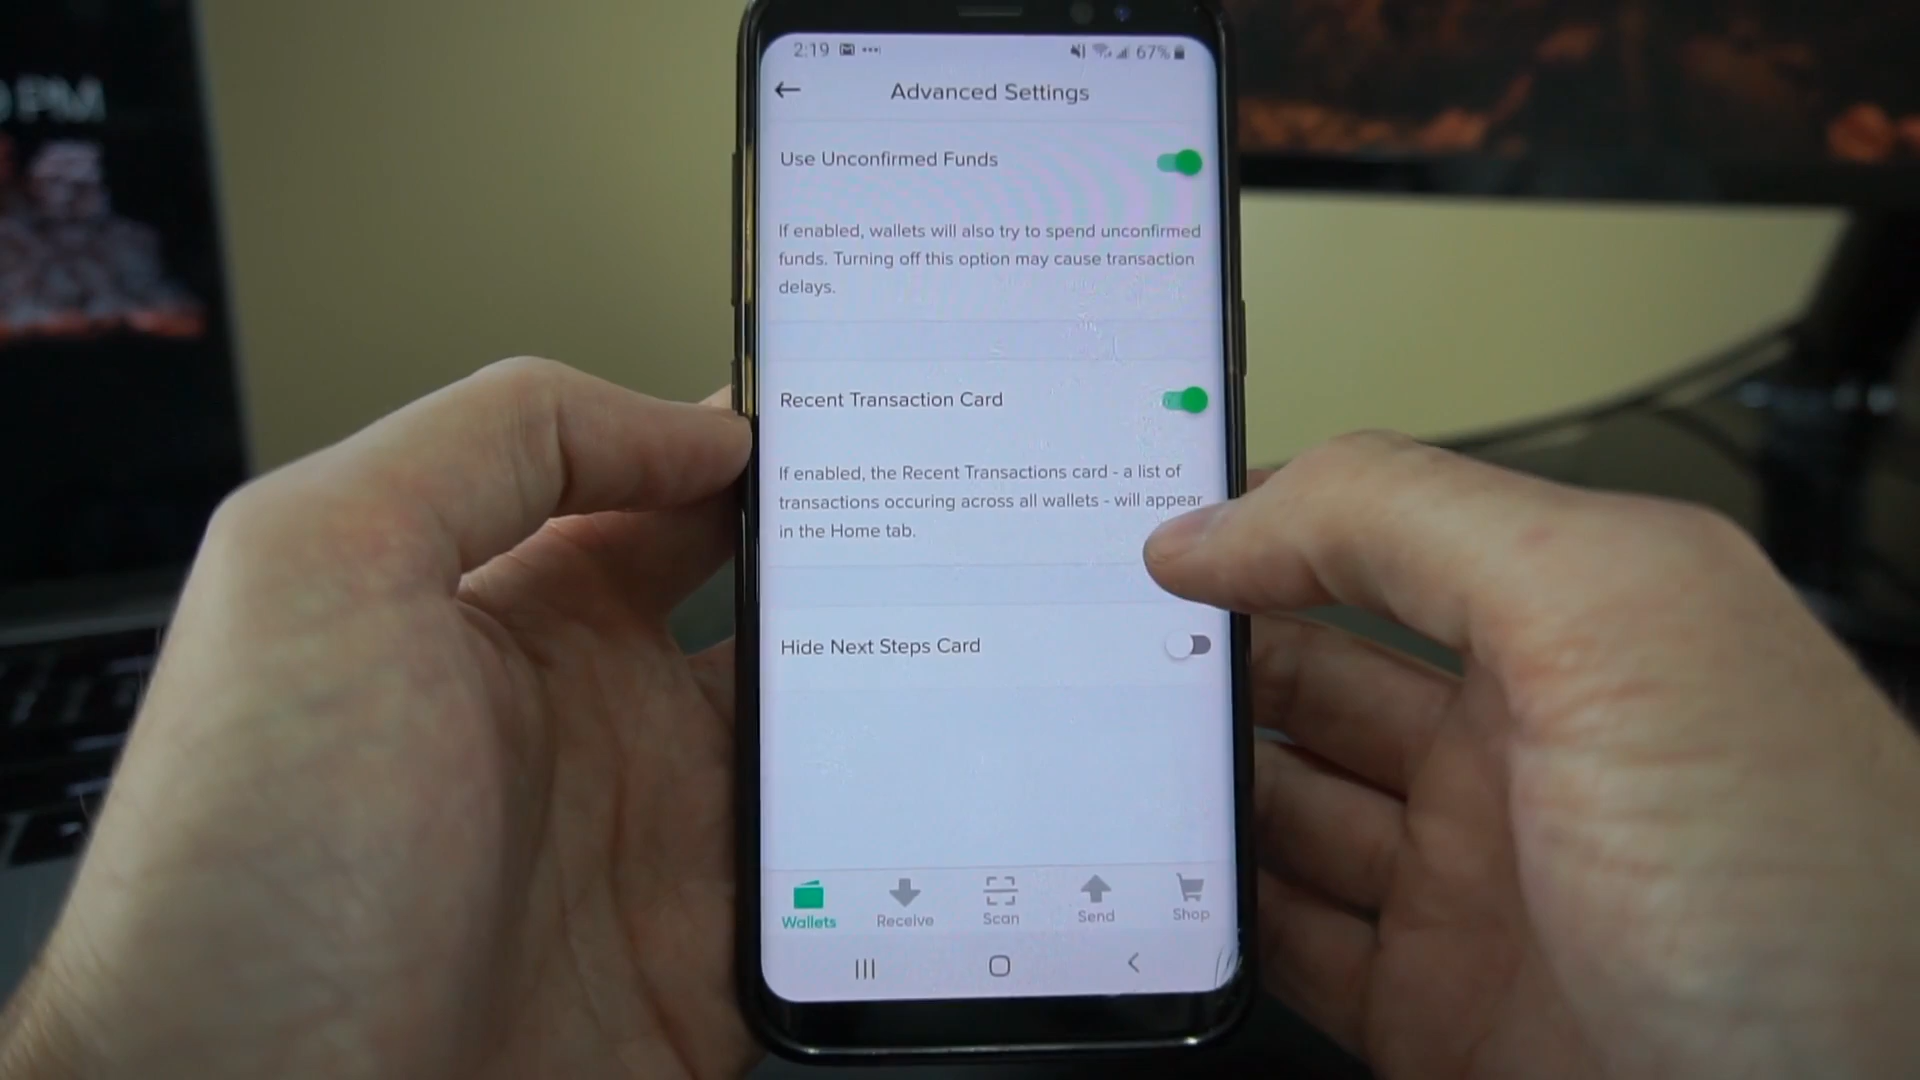 PM
2:19
67%
Advanced Settings
Use Unconfirmed Funds
If enabled, wallets will also try to spend unconfirmed
funds. Turning off this option may cause transaction
delays.
Recent Transaction Card
If enabled, the Recent Transactions card - a list of
transactions occuring across all wallets - will appear
in the Home tab.
Hide Next Steps Card
Wallets
Receive
Scan
Send
Shop